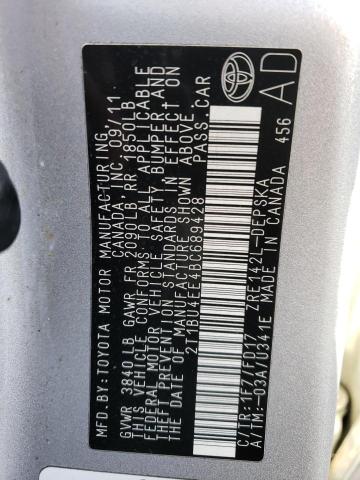 MFD.BY:TOYOTA MOTOR MANUFACTURING,
CANADA, INC. 09/11
GVWR 3840LB GAWR FR 2090LB RR 1850LB
THIS VEHICLE CONFORMS TO ALL APPLICABLE
FEDERAL MOTOR VEHICLE SAFETY, BUMPER, AND
THEFT PREVENTION STANDARDS IN EFFECT ON
THE DATE OF MANUFACTURE SHOWN ABOVE.
2T1BU4EE4BC689428 PASS.CAR
C/TR:1F7/FD17 ZRE142L-DEPSKA
A/TM:-03A/U341E MADE IN CANADA 456
AD
TOYOTA